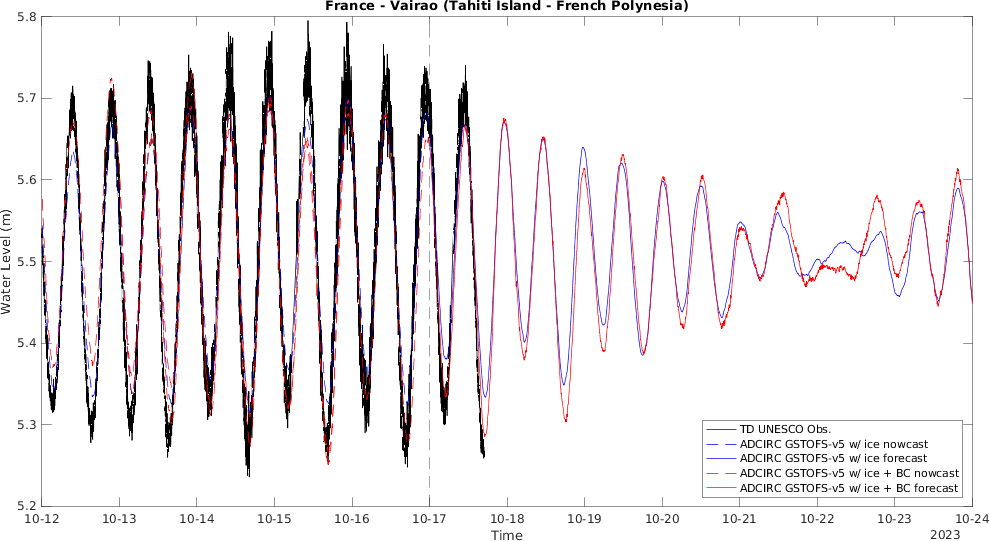 France - Vairao (Tahiti Island - French Polynesia)
5.8
5.7
5.6
5.5
5.4
5.3
5.2
Water Level (m)
TD UNESCO Obs.
ADCIRC GSTOFS-v5 w/ ice nowcast
ADCIRC GSTOFS-v5 w/ ice forecast
ADCIRC GSTOFS-v5 w/ ice + BC nowcast
ADCIRC GSTOFS-v5 w/ ice + BC forecast
10-12 10-13 10-14 10-15 10-16 10-17 10-18 10-19 10-20 10-21 10-22 10-23 10-24
Time
2023